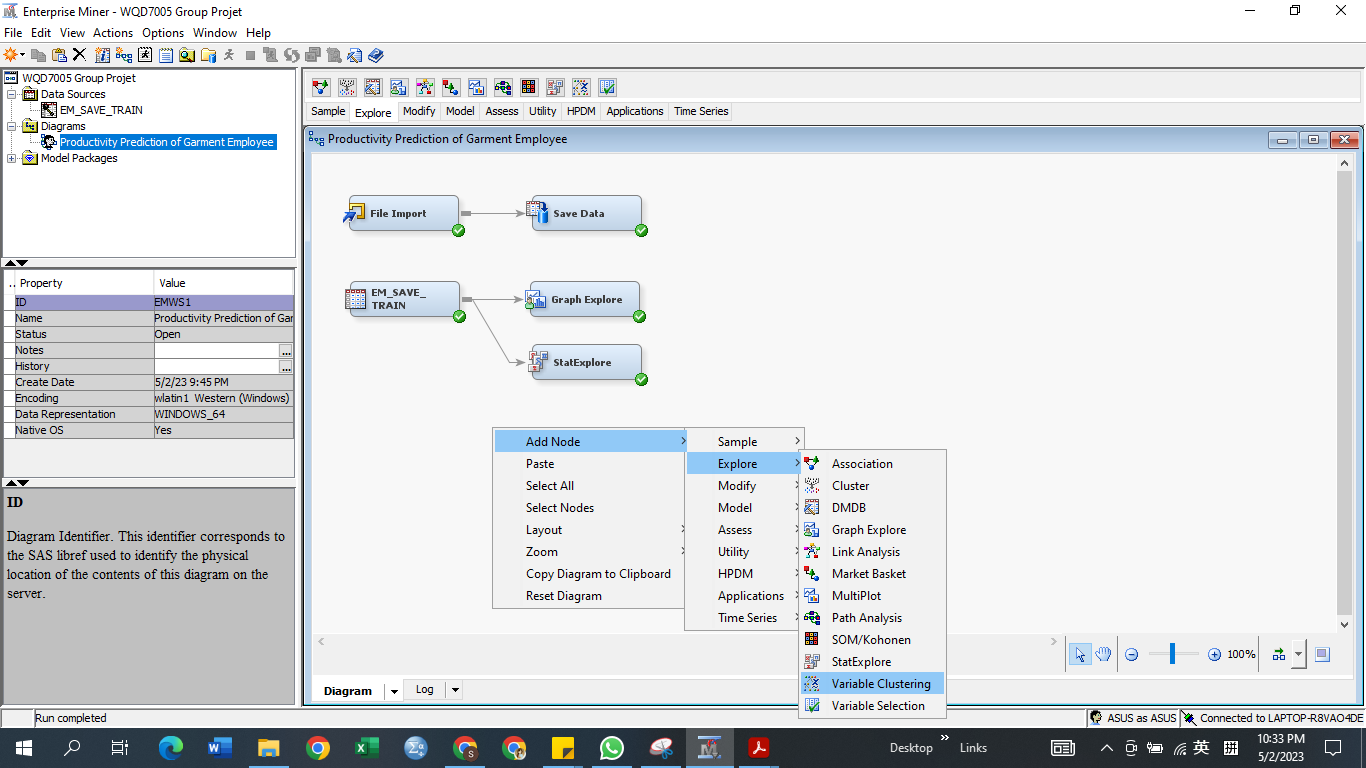 Enterprise Miner - WQD7005 Group Projet
File Edit View Actions Options Window Help
WQD7005 Group Projet
Data Sources
EM_SAVE_TRAIN
Diagrams
Productivity Prediction of Garment Employee
Model Packages
.. Property Value
ID EMWS1
Name Productivity Prediction of Gar
Status Open
Notes ...
History ...
Create Date 5/2/23 9:45 PM
Encoding wlatin1 Western (Windows)
Data Representation WINDOWS_64
Native OS Yes
ID
Diagram Identifier. This identifier corresponds to
the SAS libref used to identify the physical
location of the contents of this diagram on the
server.
Sample Explore Modify Model Assess Utility HPDM Applications Time Series
Productivity Prediction of Garment Employee
File Import
Save Data
EM_SAVE_
TRAIN
Graph Explore
StatExplore
Add Node
Paste
Select All
Select Nodes
Layout
Zoom
Copy Diagram to Clipboard
Reset Diagram
Sample
Explore
Modify
Model
Assess
Utility
HPDM
Applications
Time Series
Association
Cluster
DMDB
Graph Explore
Link Analysis
Market Basket
MultiPlot
Path Analysis
SOM/Kohonen
StatExplore
Variable Clustering
Variable Selection
100%
Diagram Log
Run completed
ASUS as ASUS
Connected to LAPTOP-R8VAO4DE
Desktop
Links
英
10:33 PM
5/2/2023